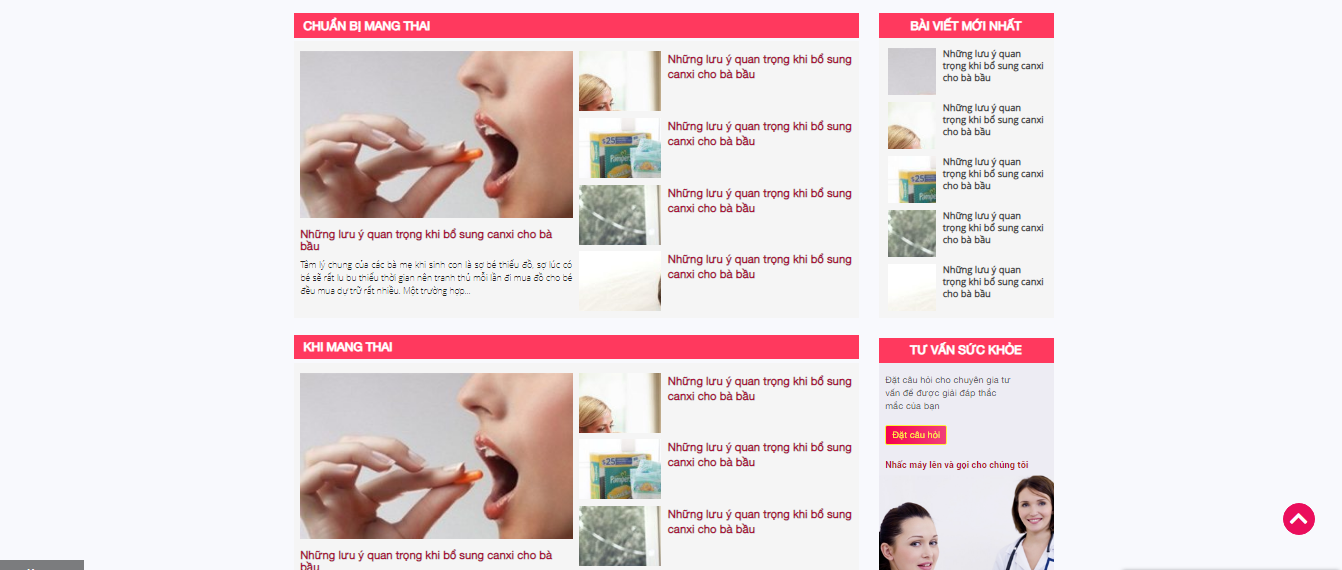 CHUẨN BỊ MANG THAI
Những lưu ý quan trọng khi bổ sung canxi cho bà
bầu
Tâm lý chung của các bà mẹ khi sinh con là sợ bé thiếu đồ, sợ lúc có
bé sẽ rất lu bu thiếu thời gian nên tranh thủ mỗi lần đi mua đồ cho bé
đều mua dự trữ rất nhiều. Một trường hợp...
Những lưu ý quan trọng khi bổ sung
canxi cho bà bầu
$25
Pampers
Những lưu ý quan trọng khi bổ sung
canxi cho bà bầu
Những lưu ý quan trọng khi bổ sung
canxi cho bà bầu
Những lưu ý quan trọng khi bổ sung
canxi cho bà bầu
BÀI VIẾT MỚI NHẤT
Những lưu ý quan
trọng khi bổ sung canxi
cho bà bầu
Những lưu ý quan
trọng khi bổ sung canxi
cho bà bầu
Những lưu ý quan
trọng khi bổ sung canxi
cho bà bầu
Những lưu ý quan
trọng khi bổ sung canxi
cho bà bầu
Những lưu ý quan
trọng khi bổ sung canxi
cho bà bầu
KHI MANG THAI
Những lưu ý quan trọng khi bổ sung canxi cho bà
bầu
Những lưu ý quan trọng khi bổ sung
canxi cho bà bầu
$25
Pampers
Những lưu ý quan trọng khi bổ sung
canxi cho bà bầu
Những lưu ý quan trọng khi bổ sung
canxi cho bà bầu
TƯ VẤN SỨC KHỎE
Đặt câu hỏi cho chuyên gia tư
vấn để được giải đáp thắc
mắc của bạn
Đặt câu hỏi
Nhấc máy lên và gọi cho chúng tôi